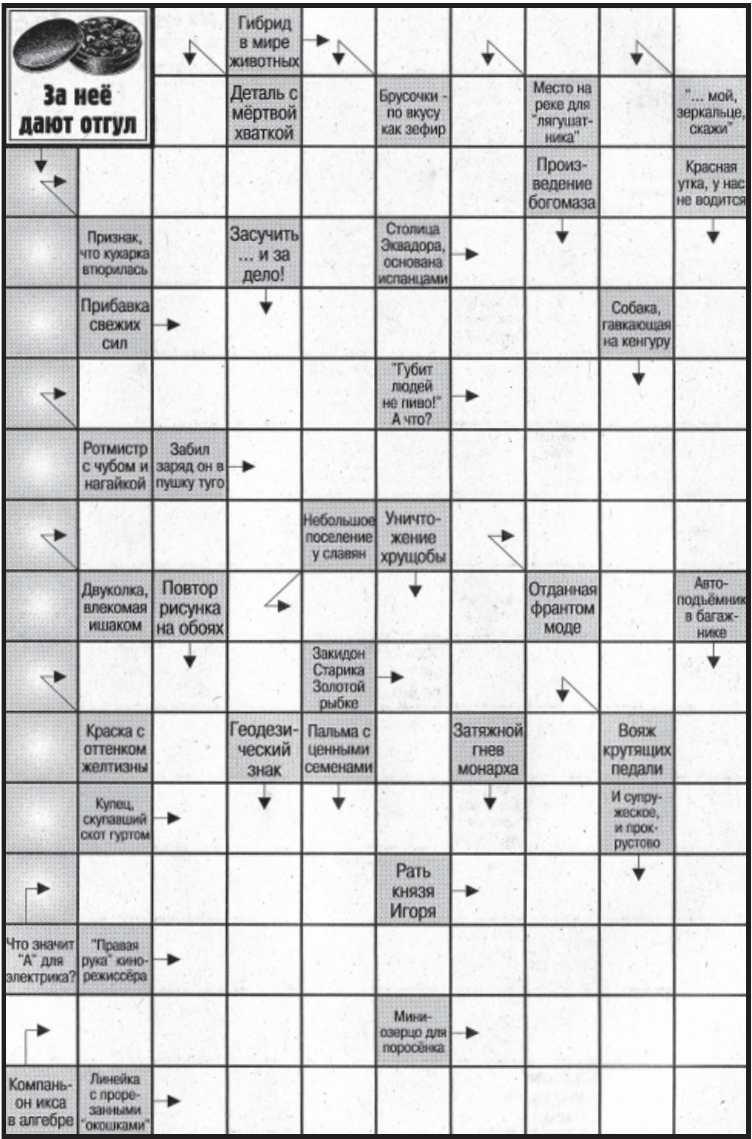 За неё
дают отгул
Гибрид
в мире
животных
Деталь с
мёртвой
хваткой
Брусочки -
по вкусу
как зефир
Место на
реке для
"лягушат-
ника"
"... мой,
зеркальце,
скажи"
Произ-
ведение
богомаза
Красная
утка, у нас
не водится
Признак,
что кухарка
втюрилась
Засучить
... и за
дело!
Столица
Эквадора,
основана
испанцами
Прибавка
свежих
сил
Собака,
гавкающая
на кенгуру
"Губит
людей
не пиво!"
А что?
Ротмистр
с чубом и
нагайкой
Забил
заряд он в
пушку туго
Небольшое
поселение
у славян
Уничто-
жение
хрущобы
Двуколка,
влекомая
ишаком
Повтор
рисунка
на обоях
Отданная
франтом
моде
Авто-
подъёмник
в багаж-
нике
Закидон
Старика
Золотой
рыбке
Краска с
оттенком
желтизны
Геодези-
ческий
знак
Пальма с
ценными
семенами
Затяжной
гнев
монарха
Вояж
крутящих
педали
Купец,
скупавший
скот гуртом
И супру-
жеское,
и прок-
рустово
Рать
князя
Игоря
Что значит
"А" для
электрика?
"Правая
рука" кино-
режиссёра
Мини-
озерцо для
поросёнка
Компань-
он икса
в алгебре
Линейка
с проре-
занными
"окошками"